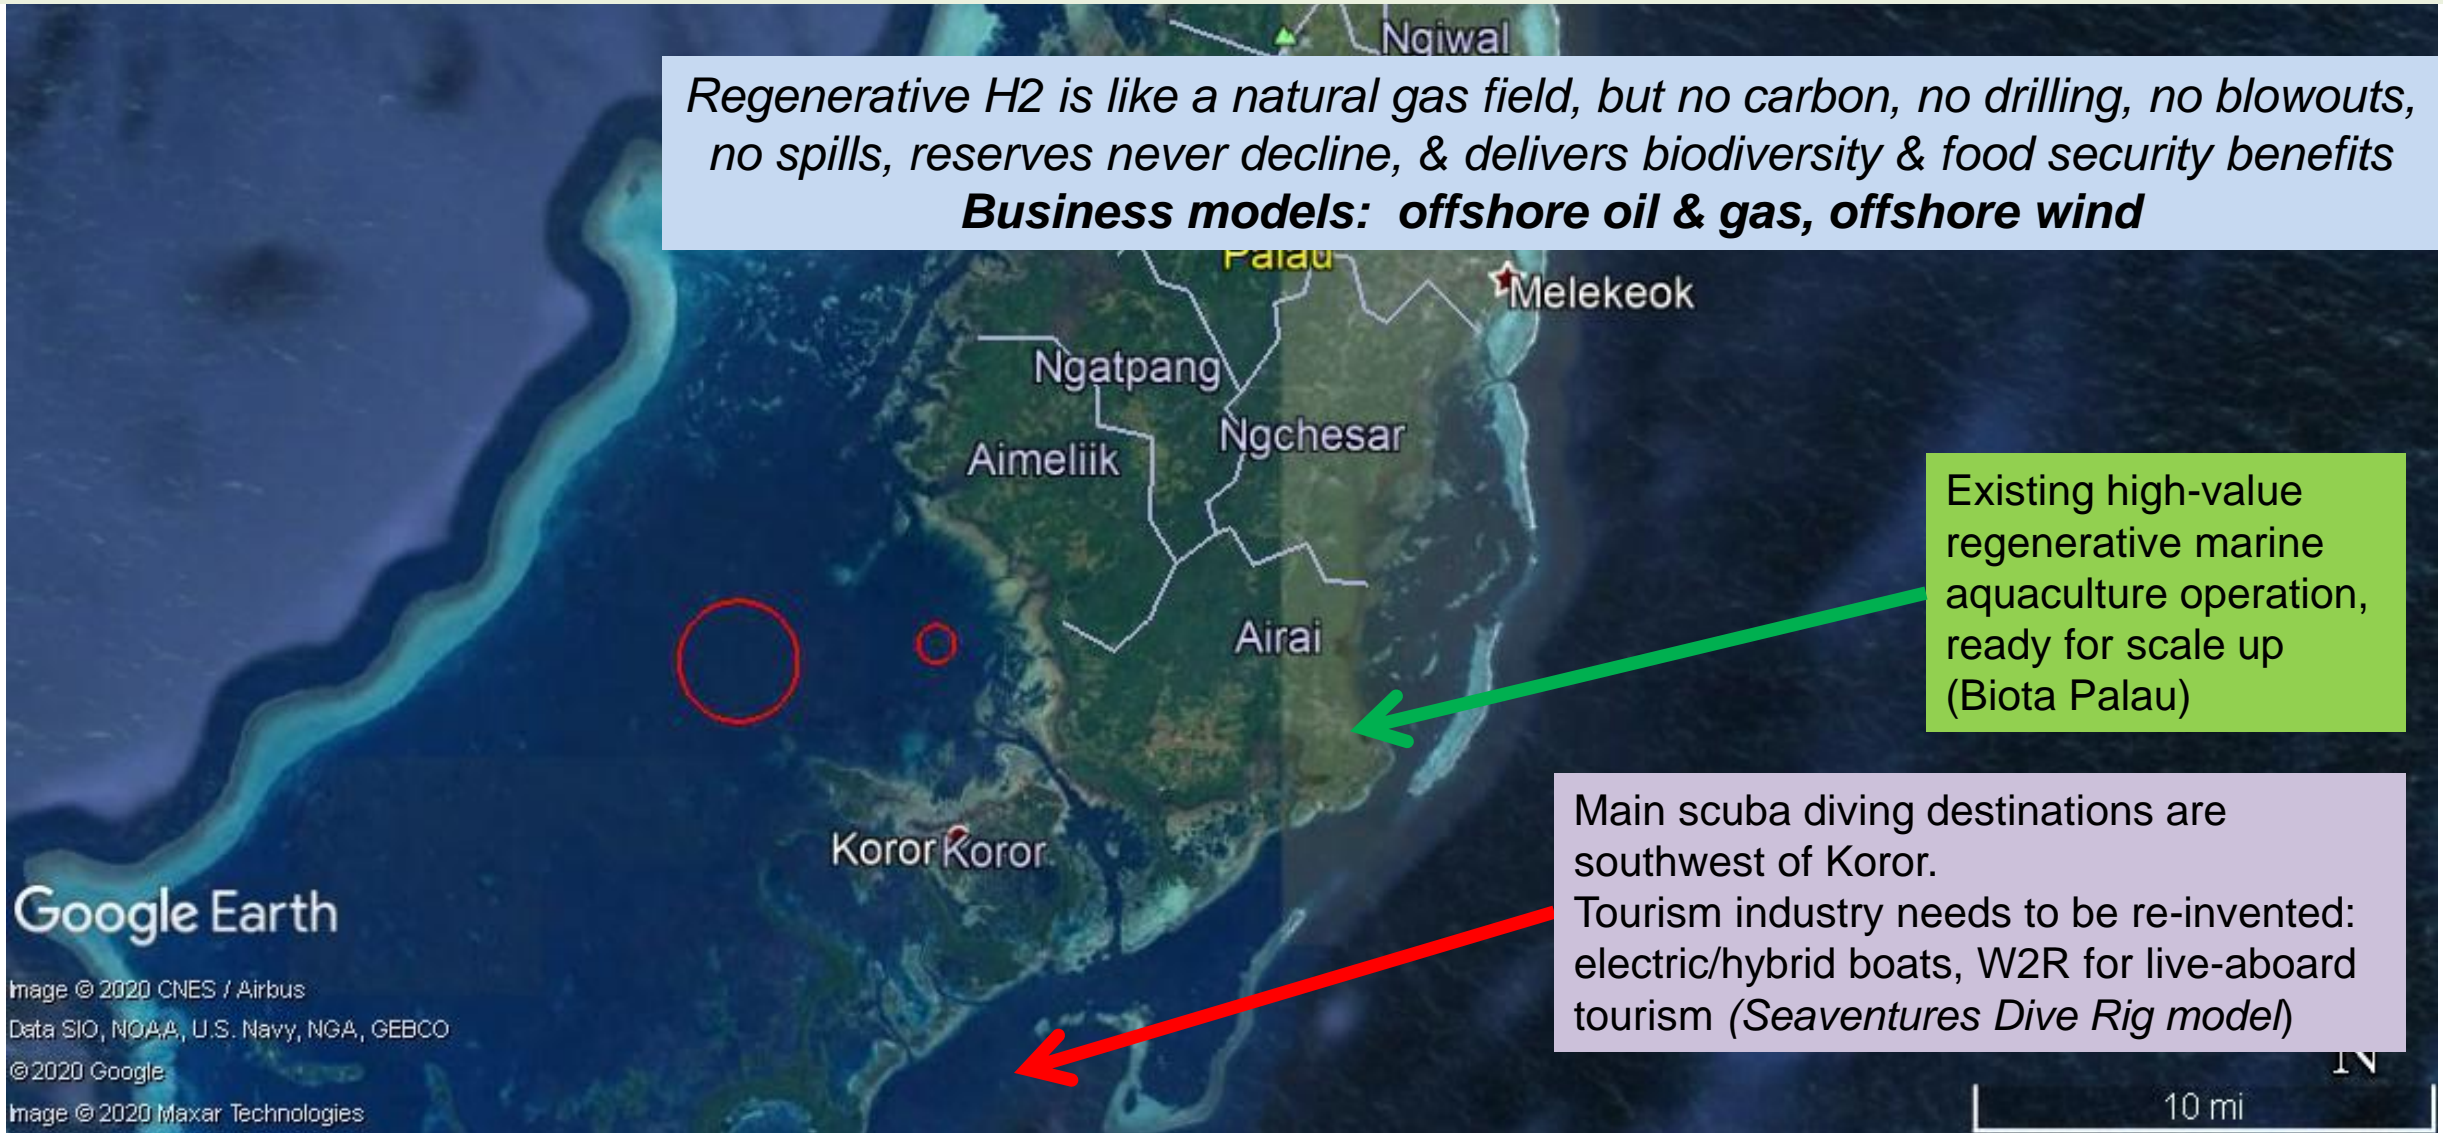 Ngiwal
Regenerative H2 is like a natural gas field, but no carbon, no drilling, no blowouts,
no spills, reserves never decline, & delivers biodiversity & food security benefits
Business models: offshore oil & gas, offshore wind
Palau
Melekeok
Ngatpang
Ngchesar
Aimeliik
Existing high-value
regenerative marine
aquaculture operation,
ready for scale up
(Biota Palau)
Airai
Main scuba diving destinations are
southwest of Koror.
Tourism industry needs to be re-invented:
electric/hybrid boats, W2R for live-aboard
tourism (Seaventures Dive Rig model)
Koror Koror
Google Earth
Image © 2020 CNES / Airbus
Data SIO, NOAA, U.S. Navy, NGA, GEBCO
© 2020 Google
Image © 2020 Maxar Technologies
N
10 mi